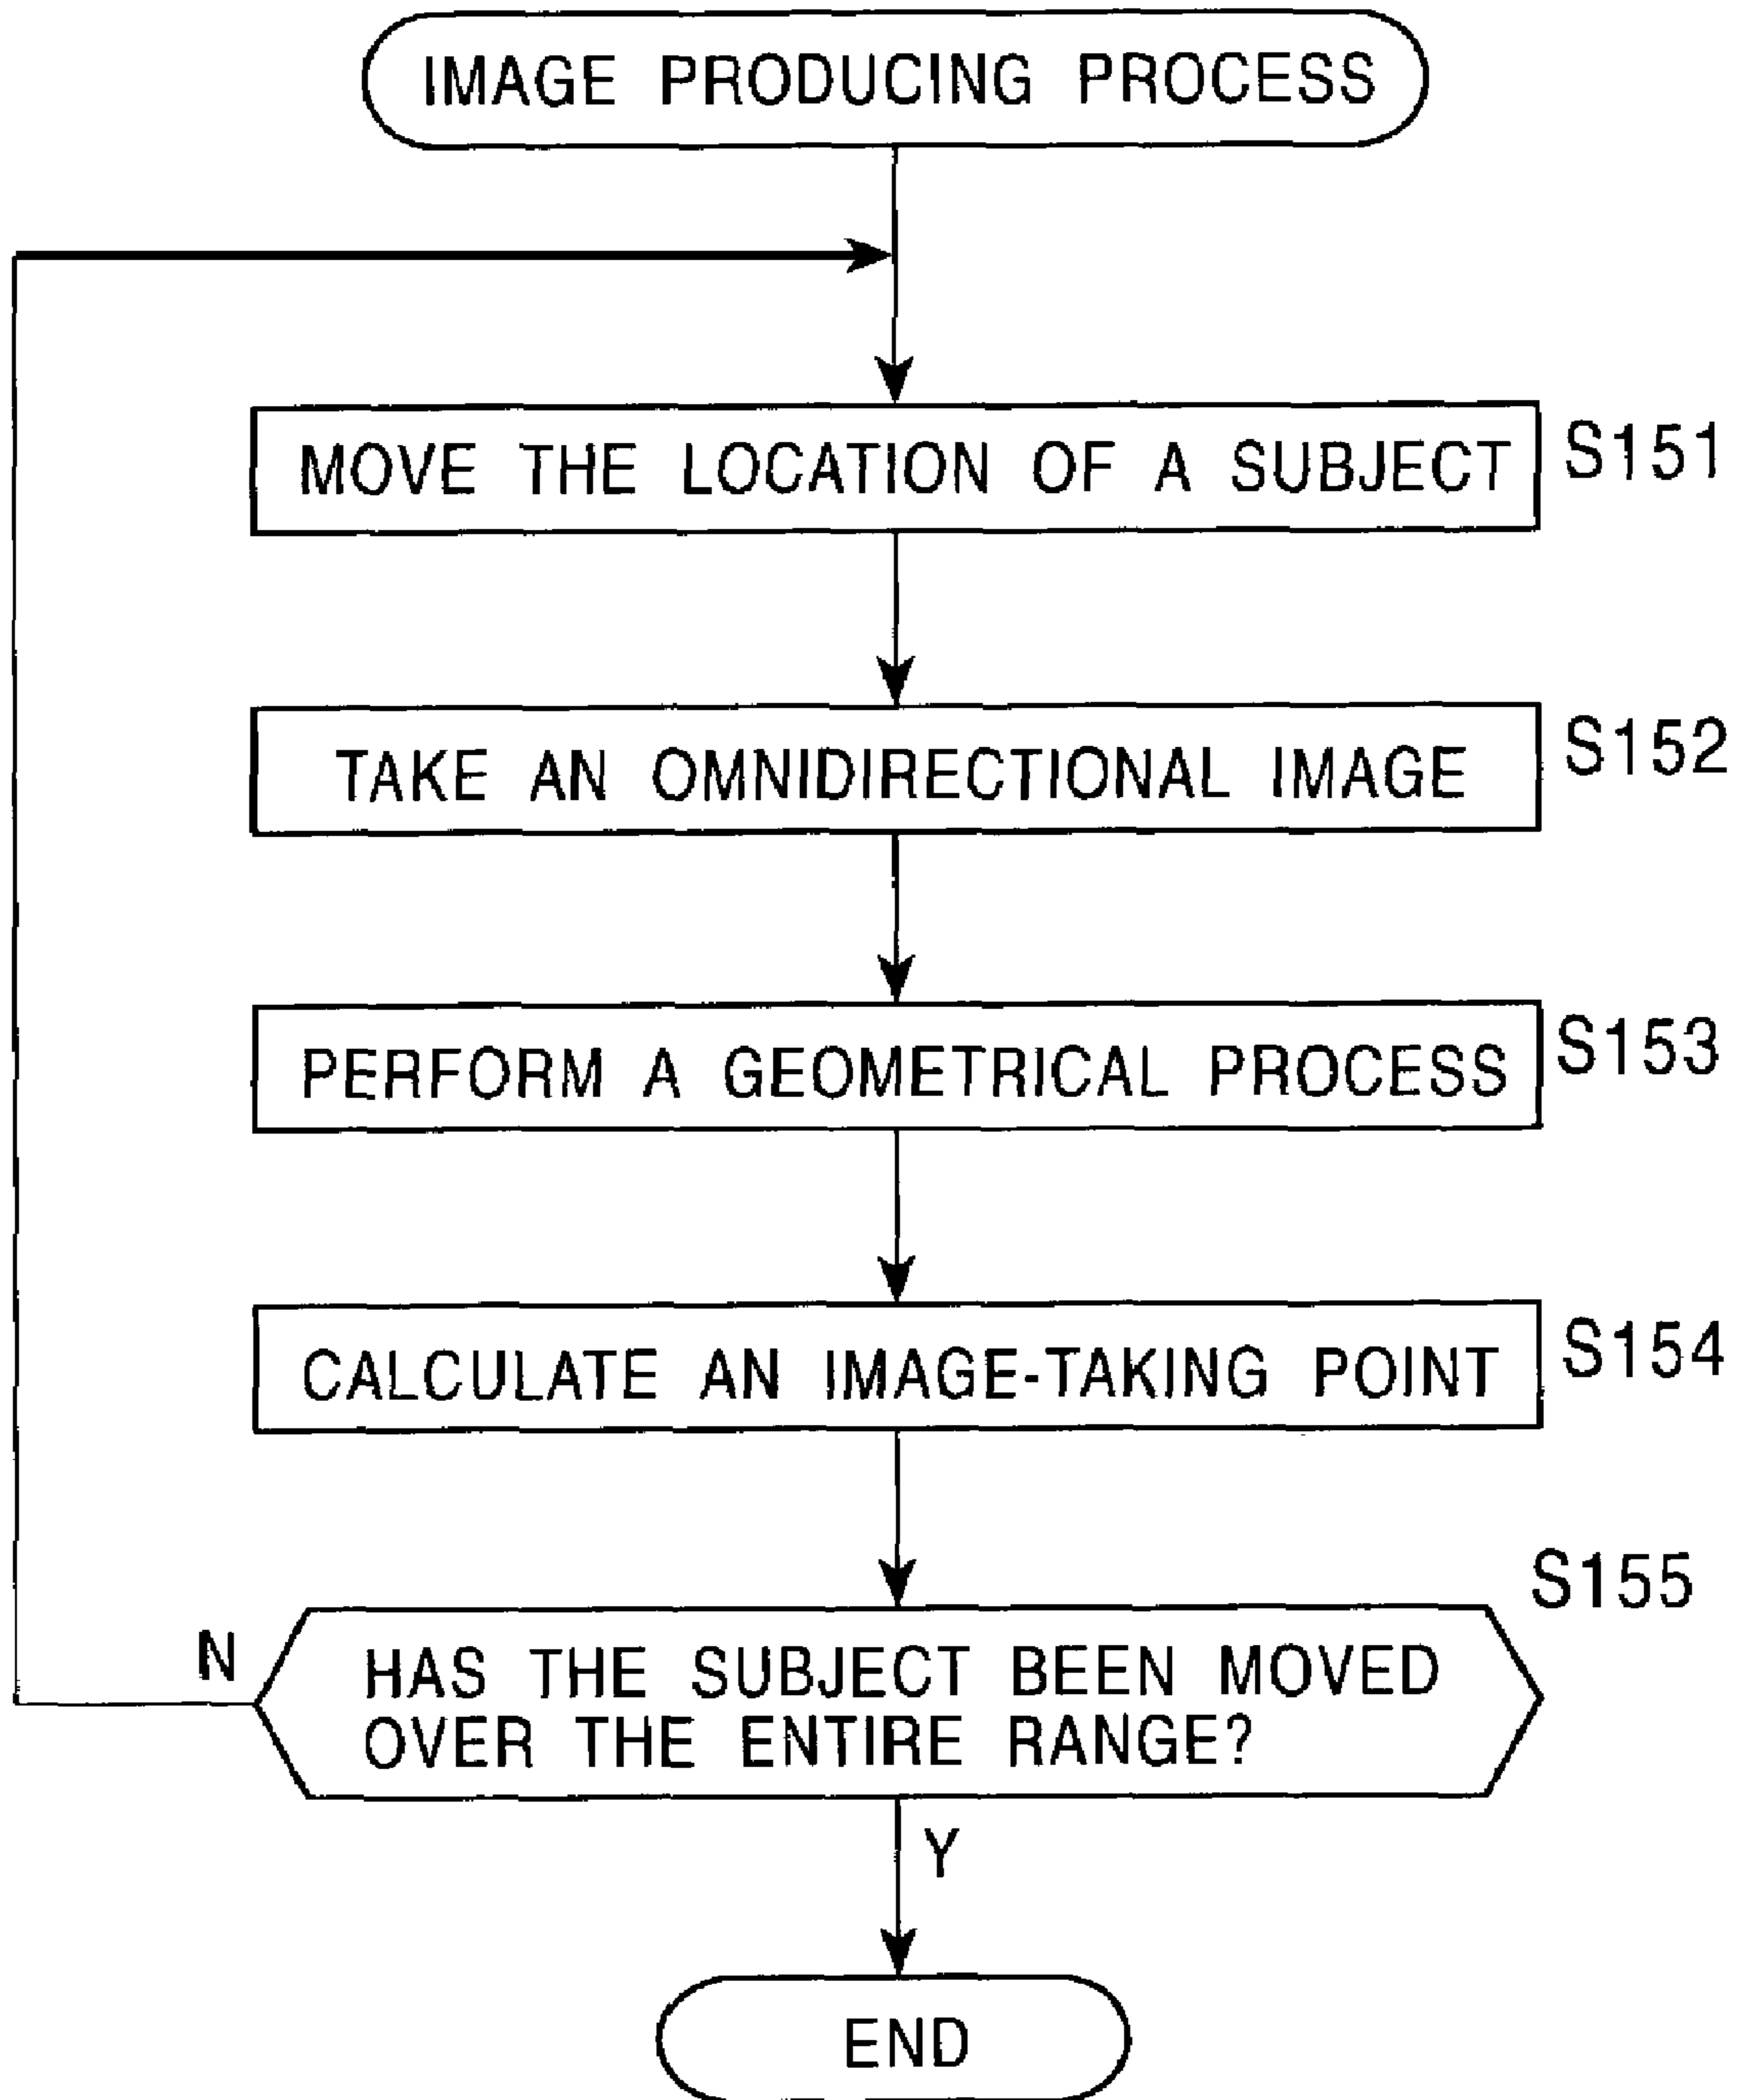 IMAGE PRODUCING PROCESS
MOVE THE LOCATION OF A SUBJECT
S151
TAKE AN OMNIDIRECTIONAL IMAGE
S152
PERFORM A GEOMETRICAL PROCESS
S153
CALCULATE AN IMAGE-TAKING POINT
S154
S155
N
HAS THE SUBJECT BEEN MOVED
OVER THE ENTIRE RANGE?
Y
END